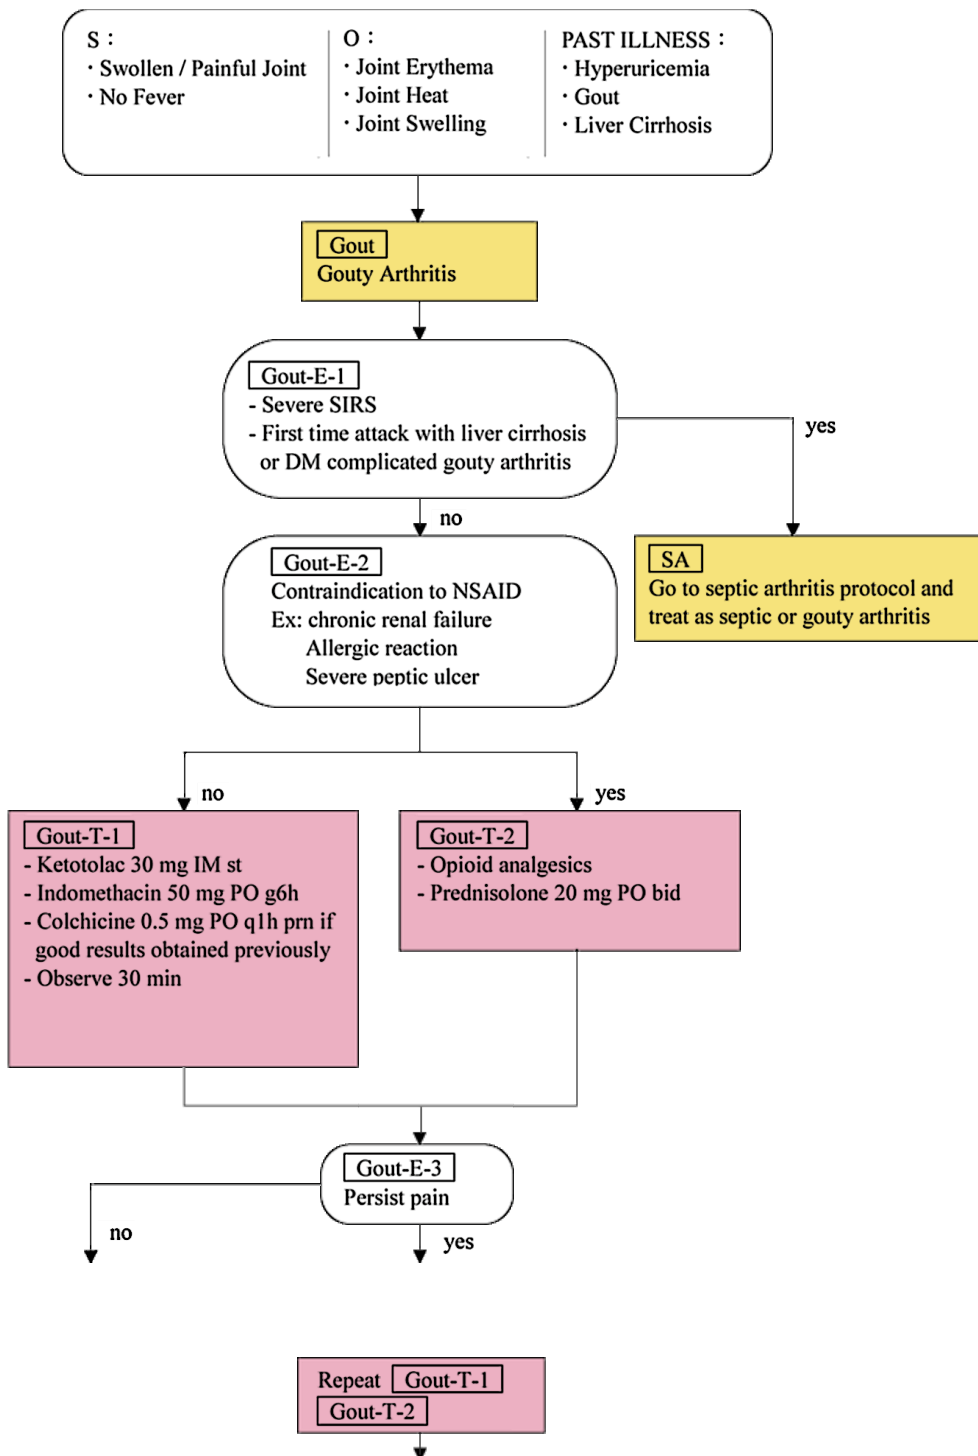 S：
· Swollen / Painful Joint
· No Fever
O：
· Joint Erythema
· Joint Heat
· Joint Swelling
PAST ILLNESS：
· Hyperuricemia
· Gout
· Liver Cirrhosis
Gout
Gouty Arthritis
Gout-E-1
- Severe SIRS
- First time attack with liver cirrhosis
or DM complicated gouty arthritis
yes
no
Gout-E-2
Contraindication to NSAID
Ex: chronic renal failure
Allergic reaction
Severe peptic ulcer
SA
Go to septic arthritis protocol and
treat as septic or gouty arthritis
no
yes
Gout-T-1
- Ketotolac 30 mg IM st
- Indomethacin 50 mg PO g6h
- Colchicine 0.5 mg PO q1h prn if
good results obtained previously
- Observe 30 min
Gout-T-2
- Opioid analgesics
- Prednisolone 20 mg PO bid
Gout-E-3
Persist pain
no
yes
Repeat Gout-T-1
Gout-T-2